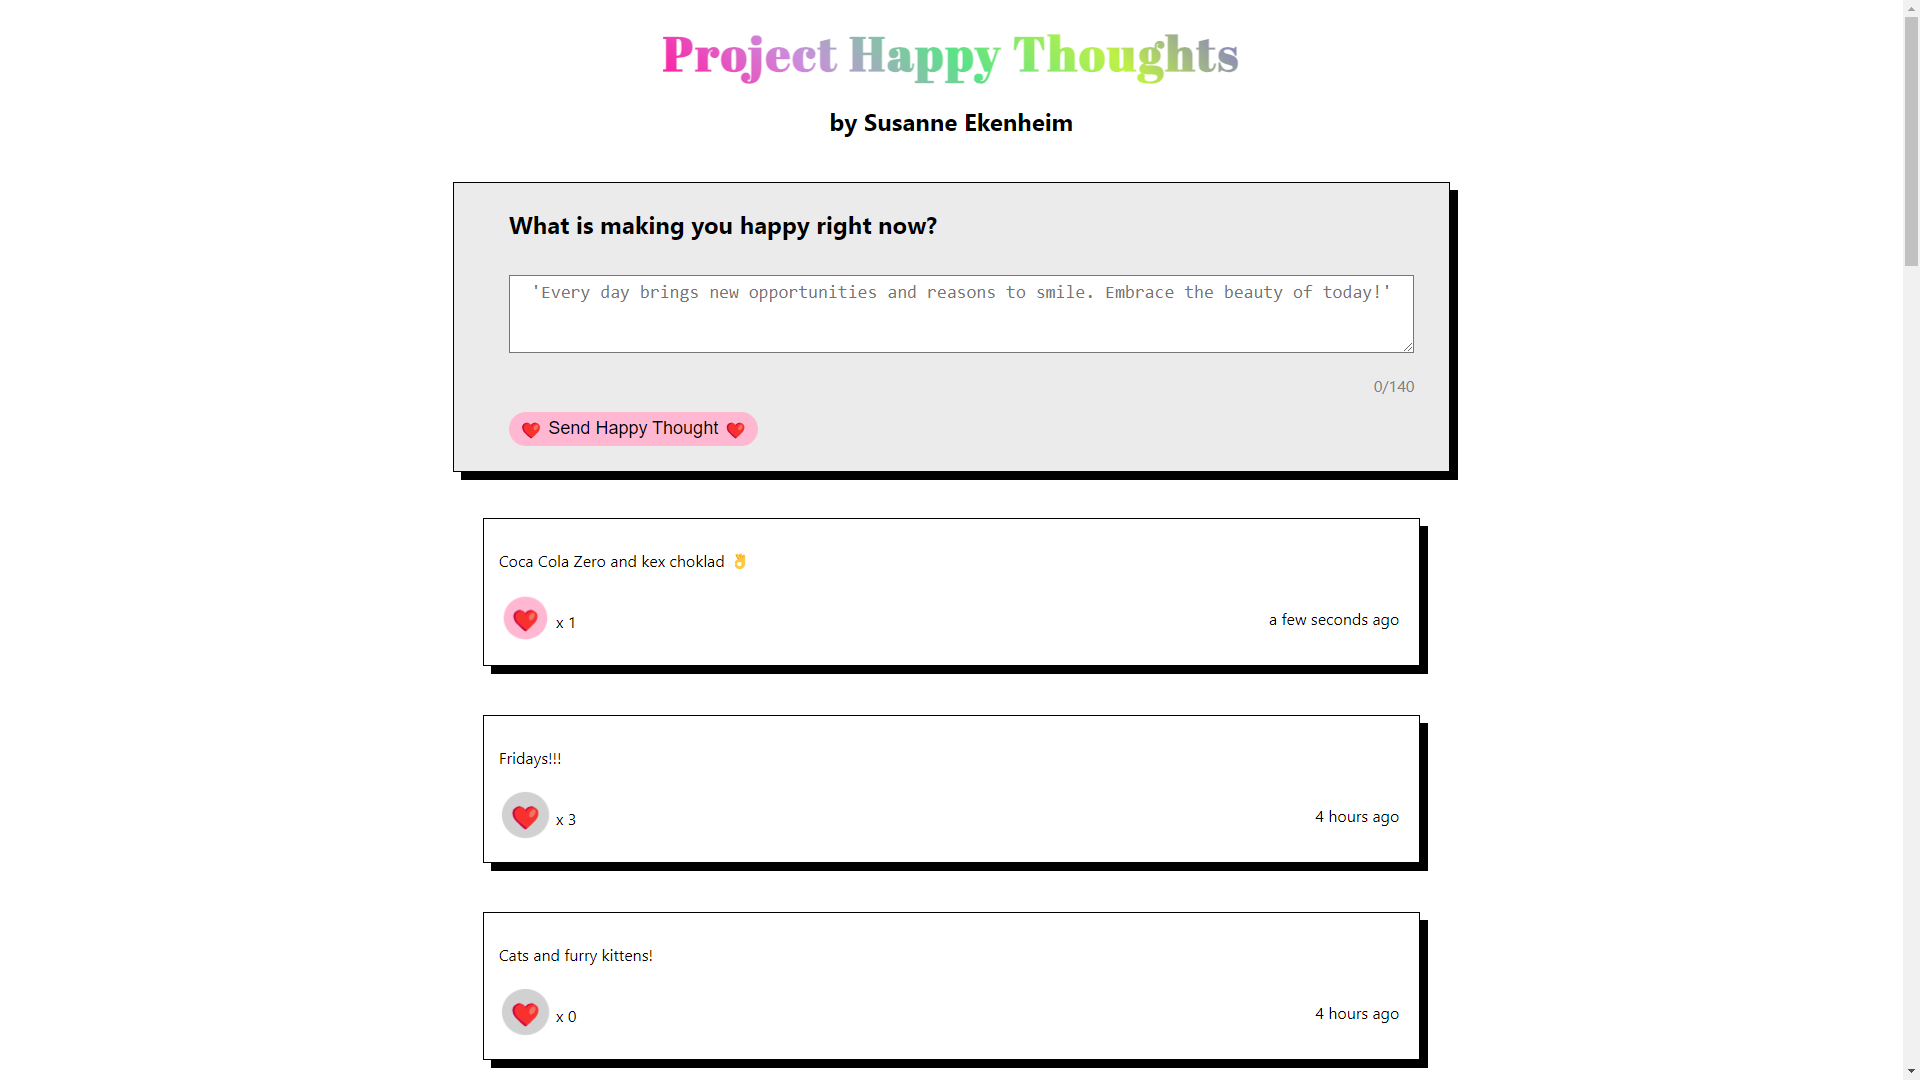 Project Happy Thoughts
by Susanne Ekenheim
What is making you happy right now?
'Every day brings new opportunities and reasons to smile. Embrace the beauty of today!'
0/140
❤️ Send Happy Thought ❤️
Coca Cola Zero and kex choklad 👌
❤️ x 1
a few seconds ago
Fridays!!!
❤️ x 3
4 hours ago
Cats and furry kittens!
❤️ x 0
4 hours ago